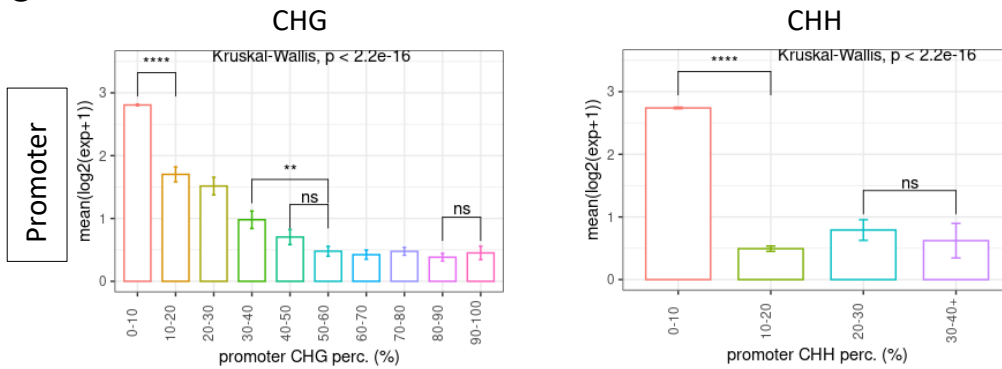 CHG
CHH
Promoter
Kruskal-Wallis, p < 2.2e-16
****
**
ns
ns
mean(log2(exp+1))
3
2
1
0
0-10
10-20
20-30
30-40
40-50
50-60
60-70
70-80
80-90
90-100
promoter CHG perc. (%)
Kruskal-Wallis, p < 2.2e-16
****
ns
mean(log2(exp+1))
3
2
1
0
0-10
10-20
20-30
30-40+
promoter CHH perc. (%)